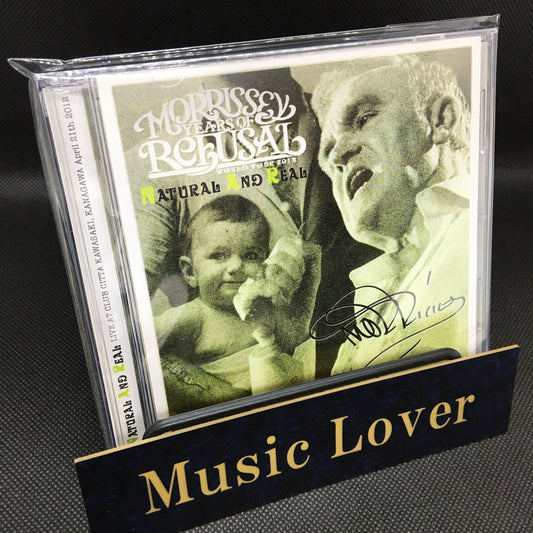 MORRISSEY
YEARS OF
REFUSAL
WORLD TOUR 2012
NATURAL AND REAL
NATURAL AND REAL LIVE AT CLUB CITTA KAWASAKI, KANAGAWA April 21th 2012
Music Lover